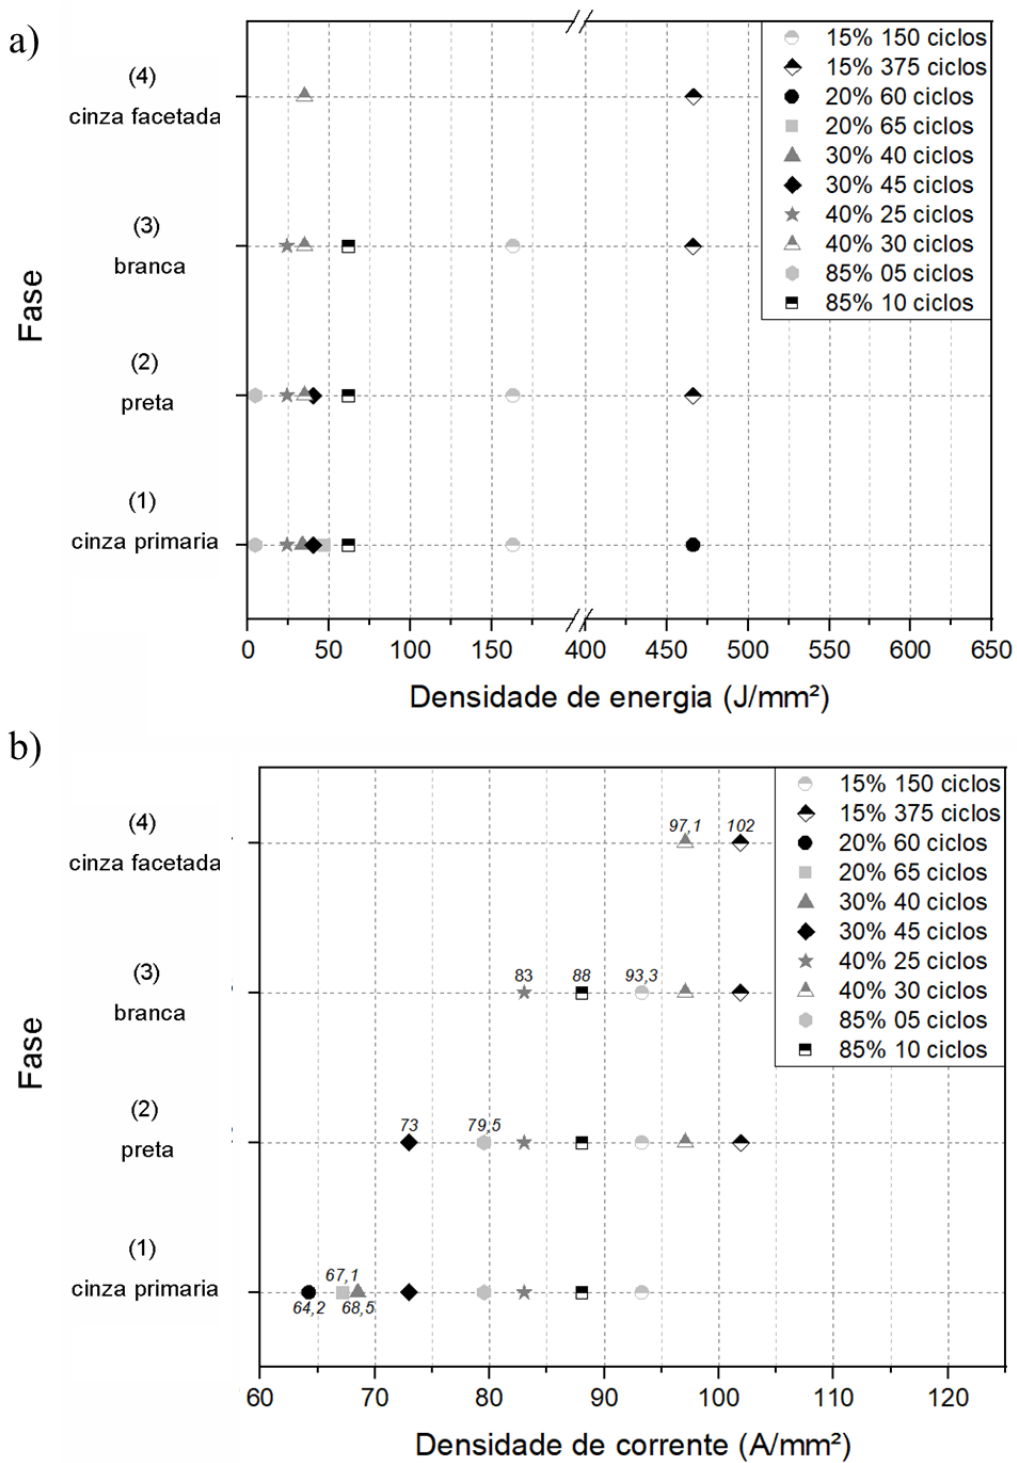 a)
(4)
cinza facetada
(3)
branca
(2)
preta
(1)
cinza primaria
Fase
15% 150 ciclos
15% 375 ciclos
20% 60 ciclos
20% 65 ciclos
30% 40 ciclos
30% 45 ciclos
40% 25 ciclos
40% 30 ciclos
85% 05 ciclos
85% 10 ciclos
0 50 100 150 400 450 500 550 600 650
Densidade de energia (J/mm²)
b)
(4)
cinza facetada
(3)
branca
(2)
preta
(1)
cinza primaria
Fase
15% 150 ciclos
15% 375 ciclos
20% 60 ciclos
20% 65 ciclos
30% 40 ciclos
30% 45 ciclos
40% 25 ciclos
40% 30 ciclos
85% 05 ciclos
85% 10 ciclos
97,1 102
83 88 93,3
73 79,5
67,1
64,2 68,5
60 70 80 90 100 110 120
Densidade de corrente (A/mm²)